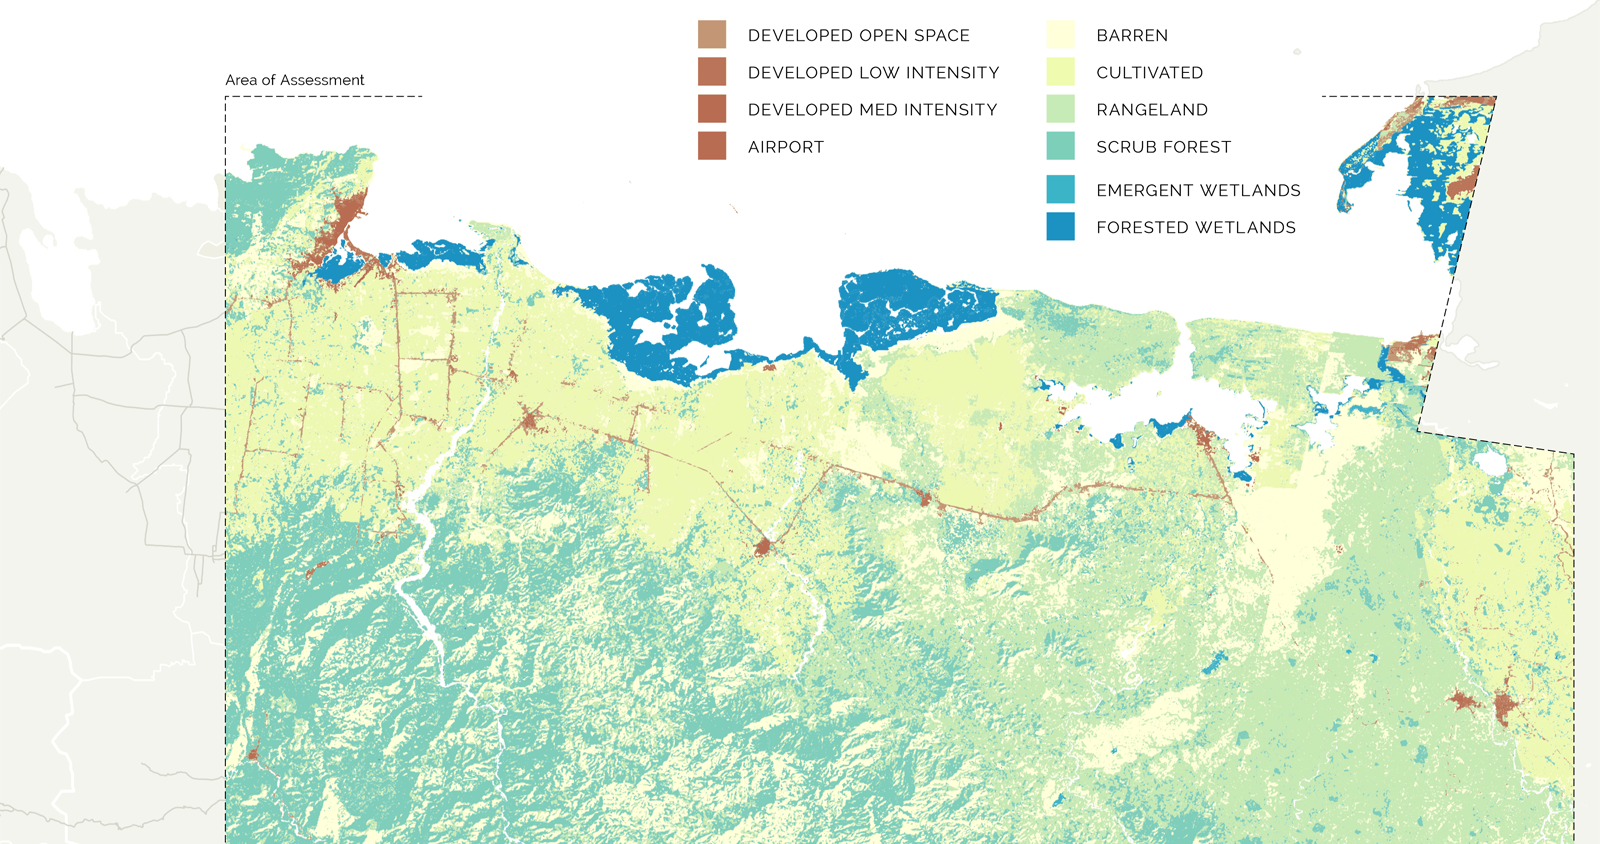 Area of Assessment
DEVELOPED OPEN SPACE
DEVELOPED LOW INTENSITY
DEVELOPED MED INTENSITY
AIRPORT
BARREN
CULTIVATED
RANGELAND
SCRUB FOREST
EMERGENT WETLANDS
FORESTED WETLANDS